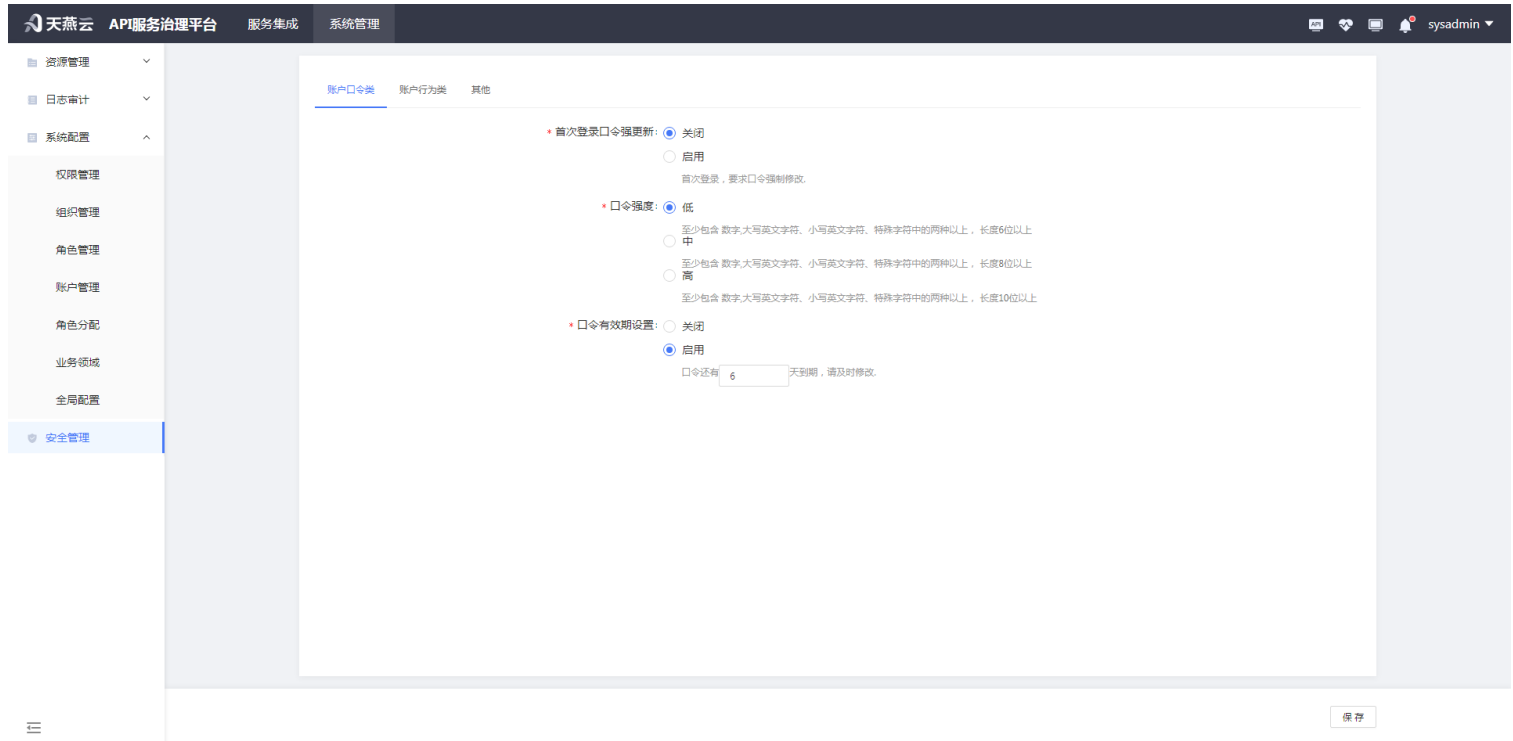 天燕云 API服务治理平台 服务集成 系统管理 API sysadmin
资源管理
日志审计
系统配置
权限管理
组织管理
角色管理
账户管理
角色分配
业务领域
全局配置
安全管理
账户口令类 账户行为类 其他
* 首次登录口令强更新: 关闭
启用
首次登录，要求口令强制修改.
* 口令强度: 低
至少包含 数字,大写英文字符、小写英文字符、特殊字符中的两种以上 ，长度6位以上
中
至少包含 数字,大写英文字符、小写英文字符、特殊字符中的两种以上 ，长度8位以上
高
至少包含 数字,大写英文字符、小写英文字符、特殊字符中的两种以上 ，长度10位以上
* 口令有效期设置: 关闭
启用
口令还有 6 天到期，请及时修改.
保存